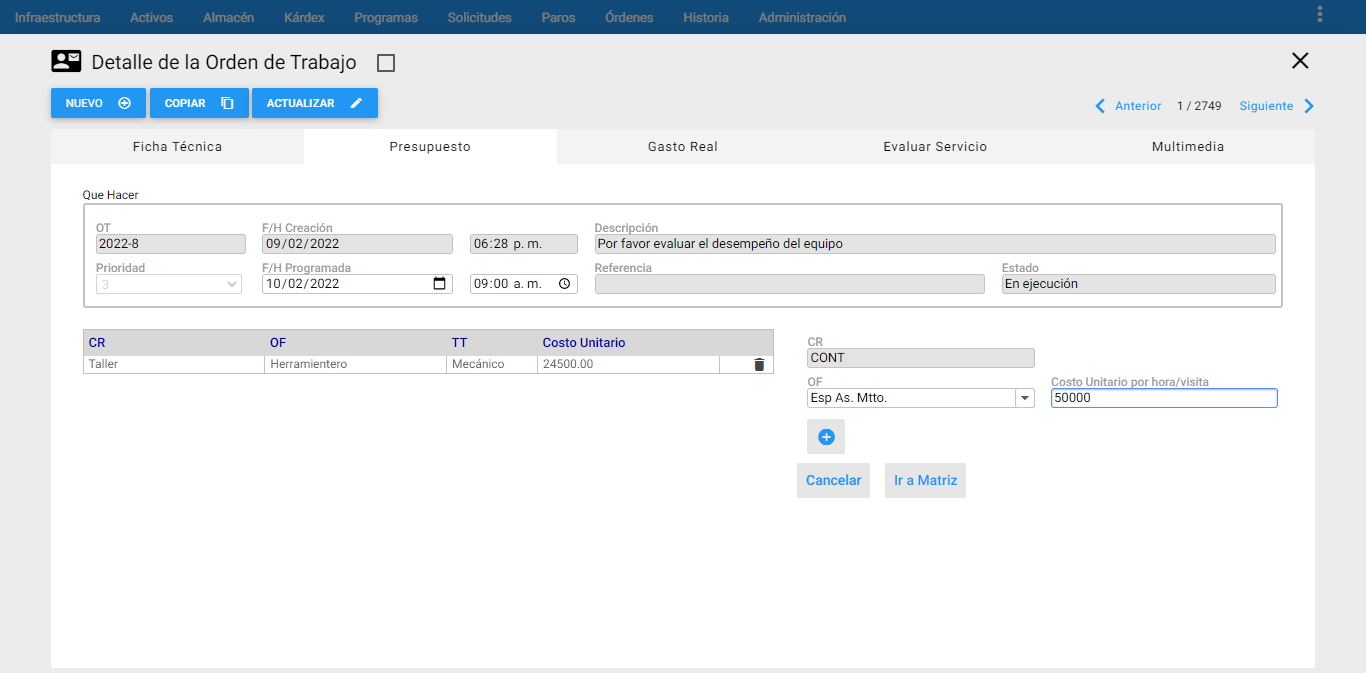 Infraestructura Activos Almacén Kárdex Programas Solicitudes Paros Órdenes Historia Administración
Detalle de la Orden de Trabajo
NUEVO COPIAR ACTUALIZAR
Anterior 1 / 2749 Siguiente
Ficha Técnica Presupuesto Gasto Real Evaluar Servicio Multimedia
Que Hacer
OT F/H Creación Descripción
2022-8 09/02/2022 06:28 p. m. Por favor evaluar el desempeño del equipo
Prioridad F/H Programada Referencia Estado
3 10/02/2022 09:00 a. m. En ejecución
CR OF TT Costo Unitario
Taller Herramientero Mecánico 24500.00
CR
CONT
OF Costo Unitario por hora/visita
Esp As. Mtto. 50000
Cancelar Ir a Matriz